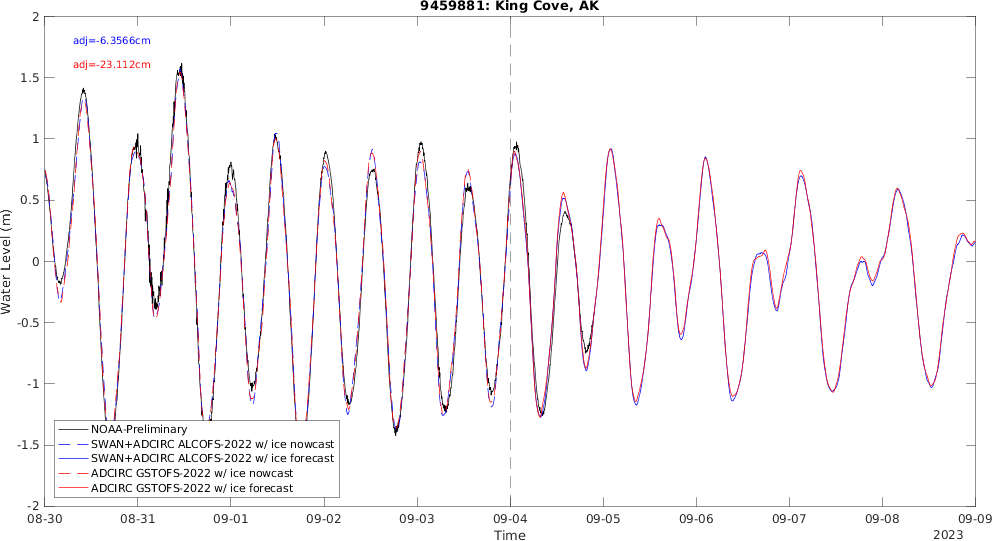 9459881: King Cove, AK
adj=-6.3566cm
adj=-23.112cm
Water Level (m)
2
1.5
1
0.5
0
-0.5
-1
-1.5
-2
NOAA-Preliminary
SWAN+ADCIRC ALCOFS-2022 w/ ice nowcast
SWAN+ADCIRC ALCOFS-2022 w/ ice forecast
ADCIRC GSTOFS-2022 w/ ice nowcast
ADCIRC GSTOFS-2022 w/ ice forecast
08-30 08-31 09-01 09-02 09-03 09-04 09-05 09-06 09-07 09-08 09-09
Time
2023